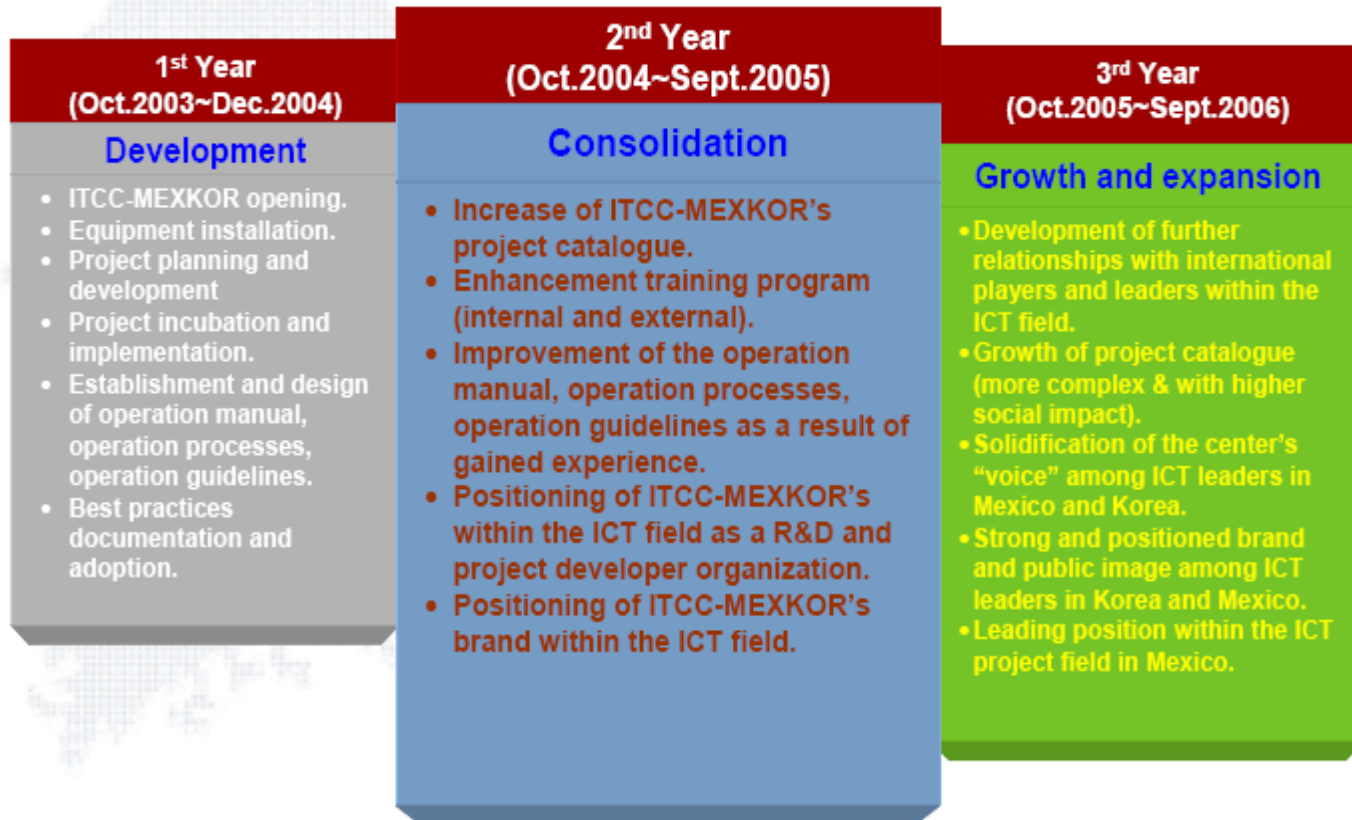 1st Year
(Oct.2003~Dec.2004)
Development
• ITCC-MEXKOR opening.
• Equipment installation.
• Project planning and
development
• Project incubation and
implementation.
• Establishment and design
of operation manual,
operation processes,
operation guidelines.
• Best practices
documentation and
adoption.
2nd Year
(Oct.2004~Sept.2005)
Consolidation
• Increase of ITCC-MEXKOR's
project catalogue.
• Enhancement training program
(internal and external).
• Improvement of the operation
manual, operation processes,
operation guidelines as a result of
gained experience.
• Positioning of ITCC-MEXKOR's
within the ICT field as a R&D and
project developer organization.
• Positioning of ITCC-MEXKOR's
brand within the ICT field.
3rd Year
(Oct.2005~Sept.2006)
Growth and expansion
• Development of further
relationships with international
players and leaders within the
ICT field.
• Growth of project catalogue
(more complex & with higher
social impact).
• Solidification of the center's
“voice” among ICT leaders in
Mexico and Korea.
• Strong and positioned brand
and public image among ICT
leaders in Korea and Mexico.
• Leading position within the ICT
project field in Mexico.